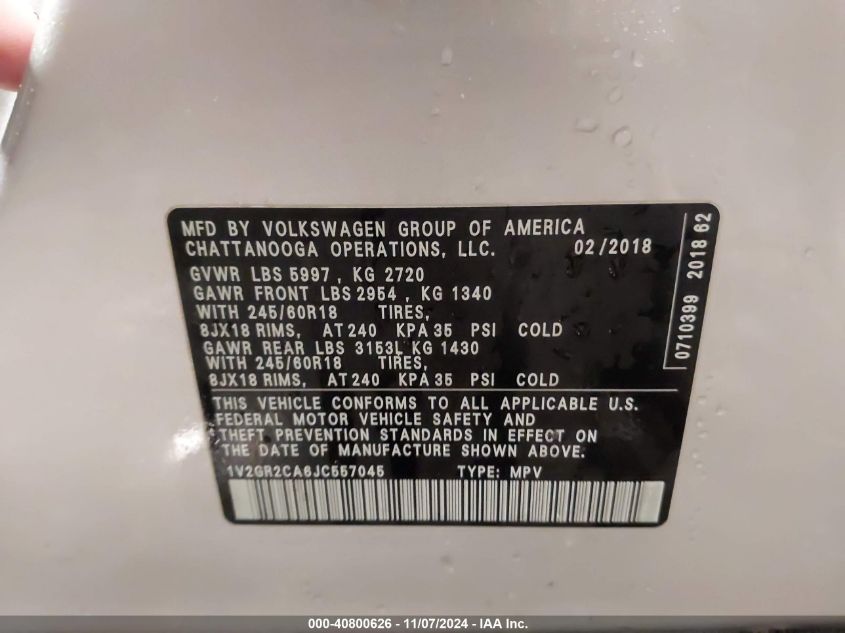 MFD BY VOLKSWAGEN GROUP OF AMERICA
CHATTANOOGA OPERATIONS, LLC. 02/2018
GVWR LBS 5997 , KG 2720
GAWR FRONT LBS 2954 , KG 1340
WITH 245/60R18 TIRES,
8JX18 RIMS, AT 240 KPA 35 PSI COLD
GAWR REAR LBS 3153L KG 1430
WITH 245/60R18 TIRES,
8JX18 RIMS, AT 240 KPA 35 PSI COLD
THIS VEHICLE CONFORMS TO ALL APPLICABLE U.S.
FEDERAL MOTOR VEHICLE SAFETY AND
THEFT PREVENTION STANDARDS IN EFFECT ON
THE DATE OF MANUFACTURE SHOWN ABOVE.
1V2GR2CA6JC557045 TYPE: MPV
0710399 2018 62
000-40800626 - 11/07/2024 - IAA Inc.